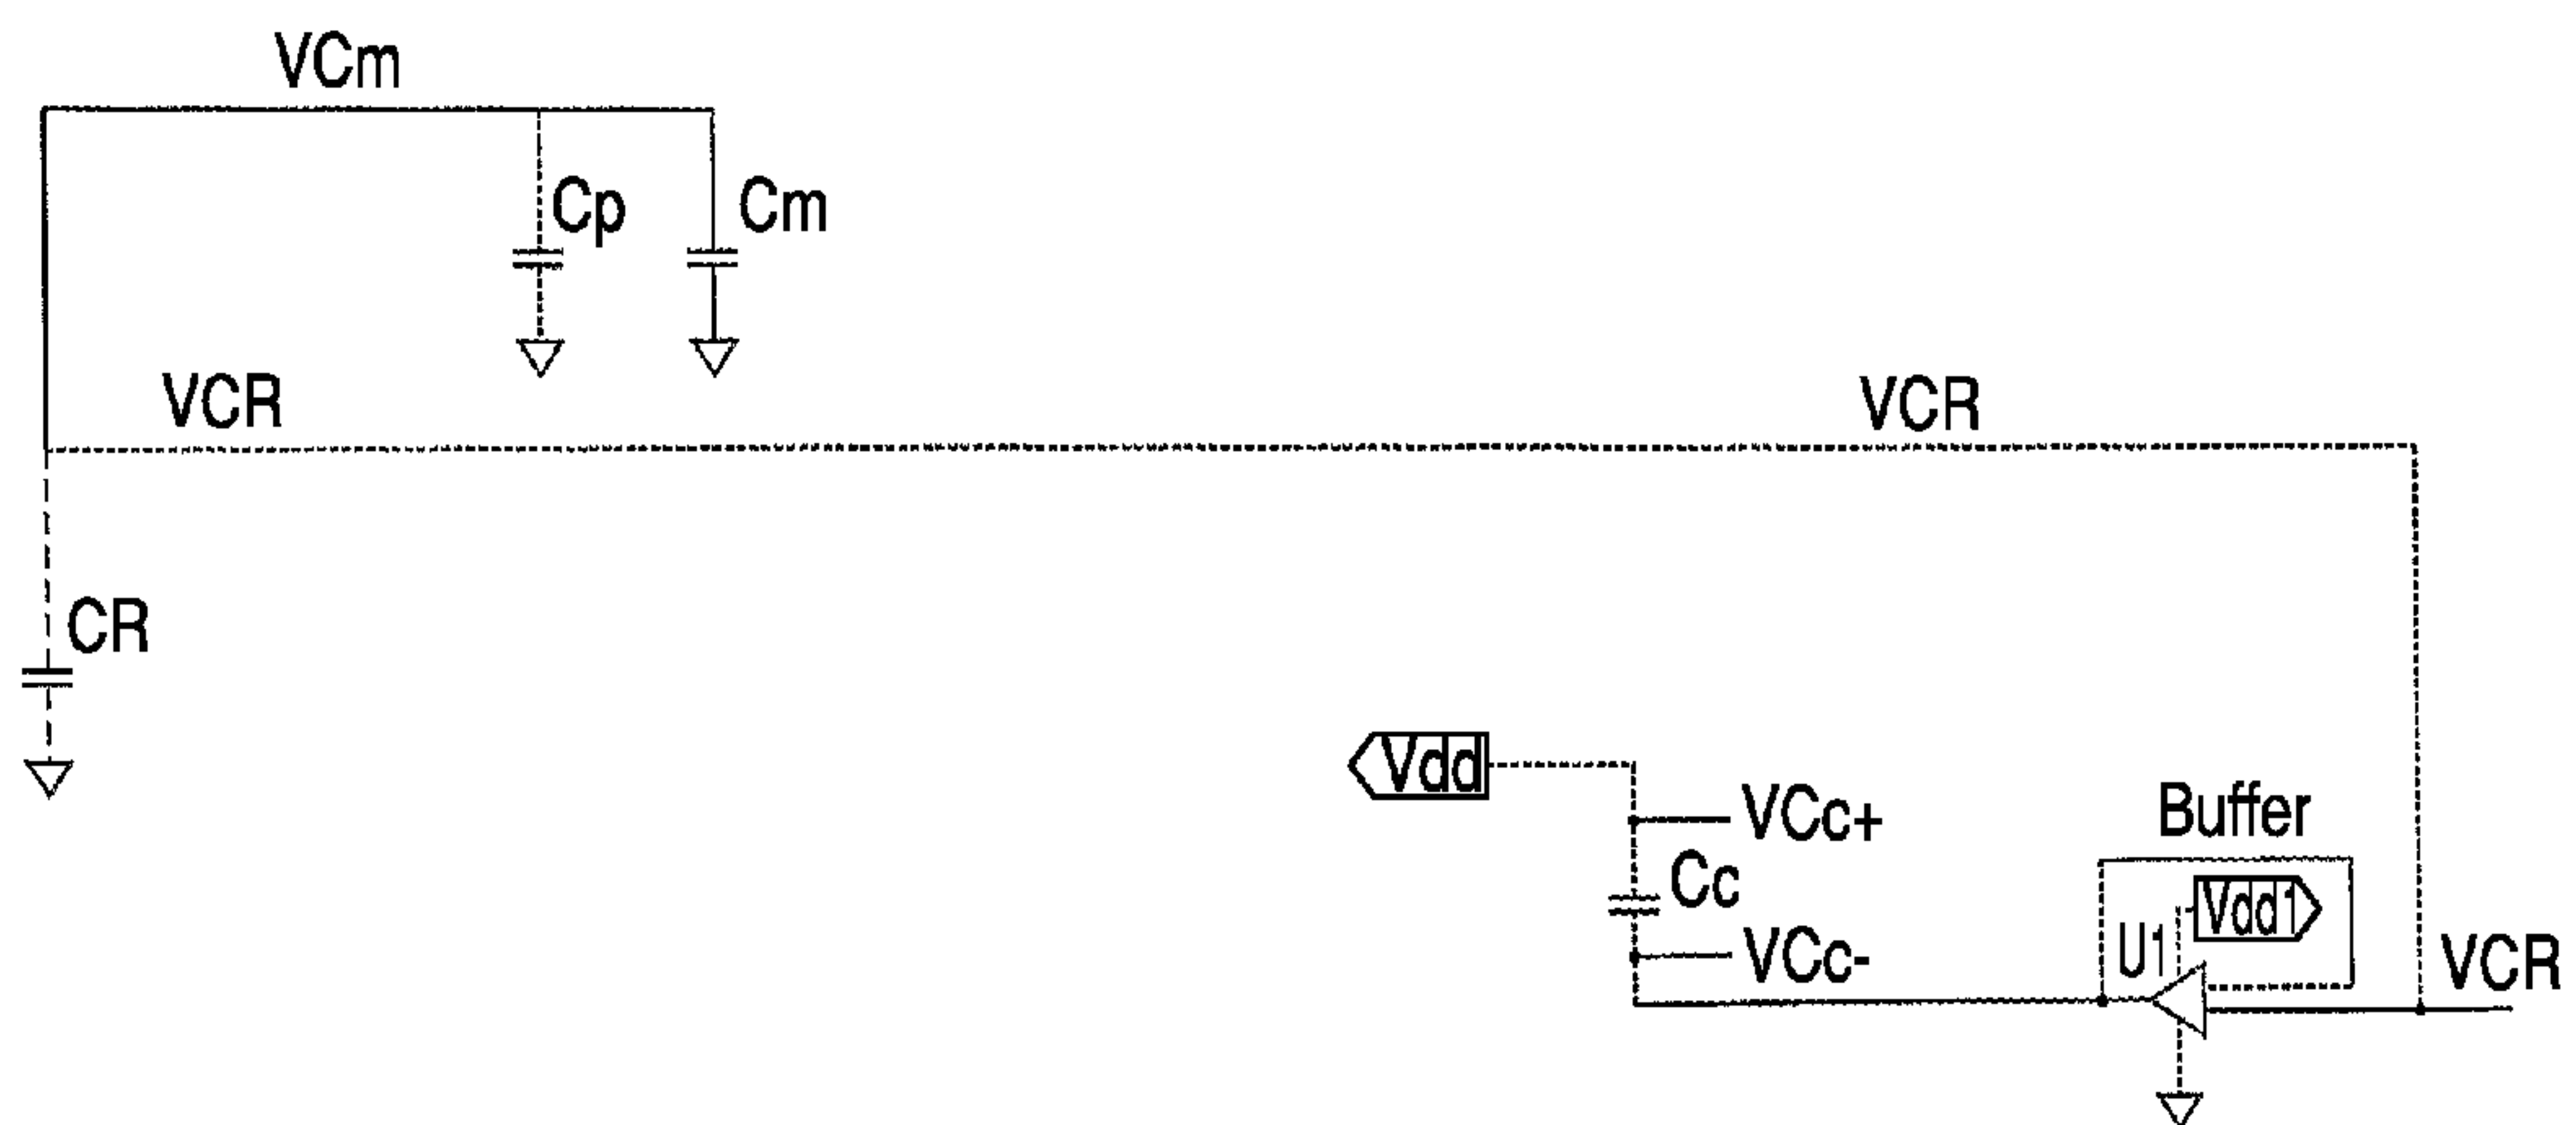 VCm
Cp
Cm
VCR
VCR
CR
Vdd
VCc+
Cc
VCc-
Buffer
Vdd1
U1
VCR